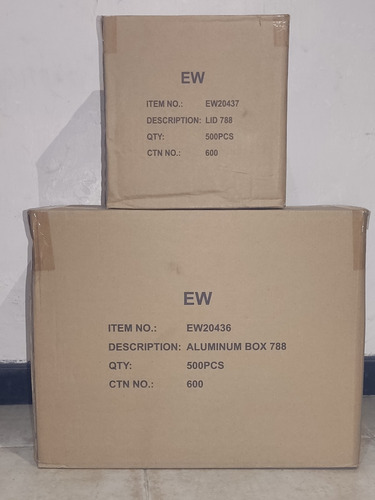 EW
ITEM NO.: EW20437
DESCRIPTION: LID 788
QTY: 500PCS
CTN NO.: 600
EW
ITEM NO.: EW20436
DESCRIPTION: ALUMINUM BOX 788
QTY: 500PCS
CTN NO.: 600